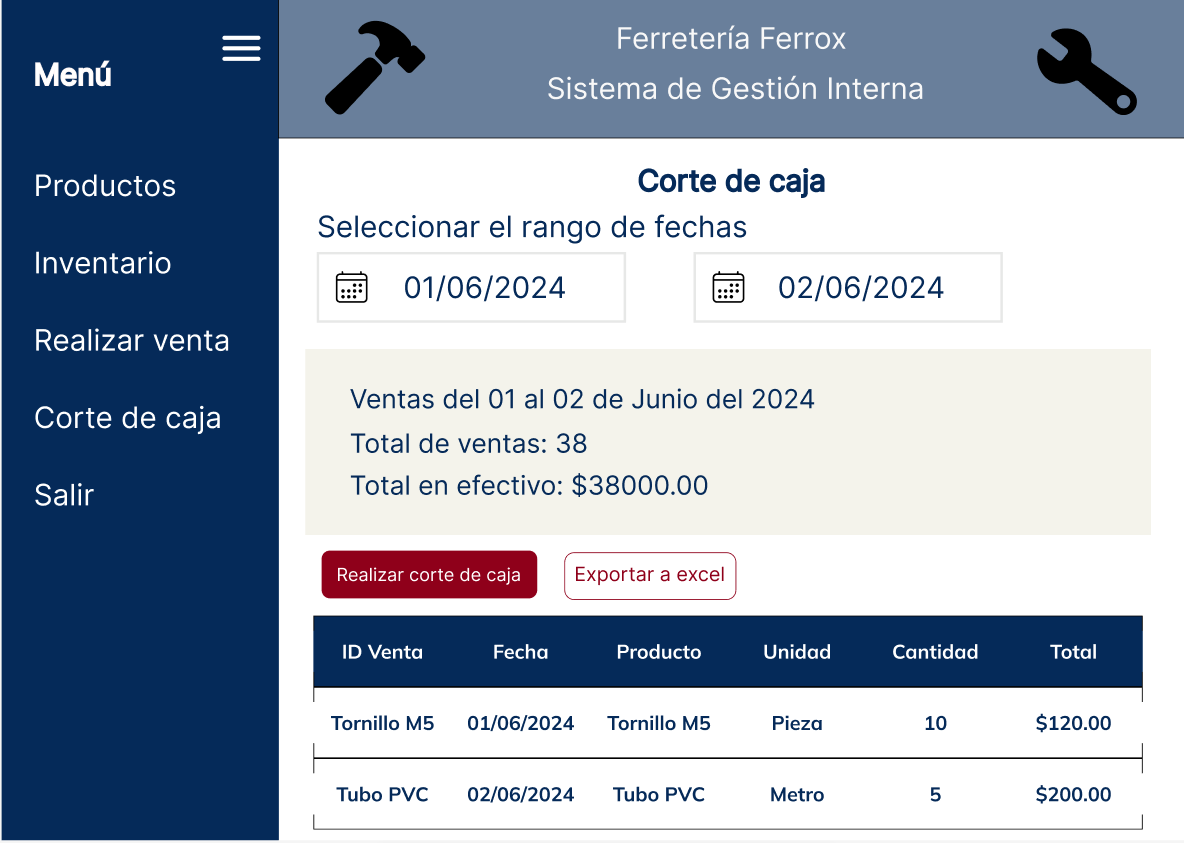 Menú
Productos
Inventario
Realizar venta
Corte de caja
Salir
Ferretería Ferrox
Sistema de Gestión Interna
Corte de caja
Seleccionar el rango de fechas
01/06/2024 02/06/2024
Ventas del 01 al 02 de Junio del 2024
Total de ventas: 38
Total en efectivo: $38000.00
Realizar corte de caja Exportar a excel
ID Venta Fecha Producto Unidad Cantidad Total
Tornillo M5 01/06/2024 Tornillo M5 Pieza 10 $120.00
Tubo PVC 02/06/2024 Tubo PVC Metro 5 $200.00